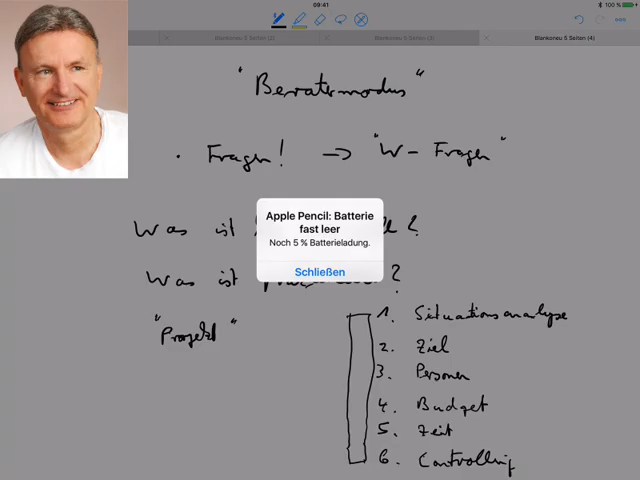 09:41
100 %
Blankoneu 5 Seiten (2)
Blankoneu 5 Seiten (3)
Blankoneu 5 Seiten (4)
"Beratermodus"
· Fragen! → "W - Fragen"
Was ist ?
Apple Pencil: Batterie
fast leer
Noch 5 % Batterieladung.
Schließen
Was ist ?
"Projekt"
1. Situationsanalyse
2. Ziel
3. Personen
4. Budget
5. Zeit
6. Controlling